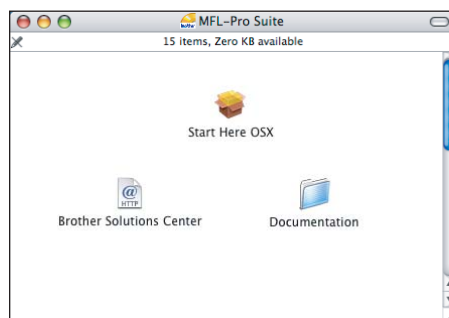 MFL-Pro Suite
15 items, Zero KB available
Start Here OSX
@
HTTP
Brother Solutions Center
Documentation